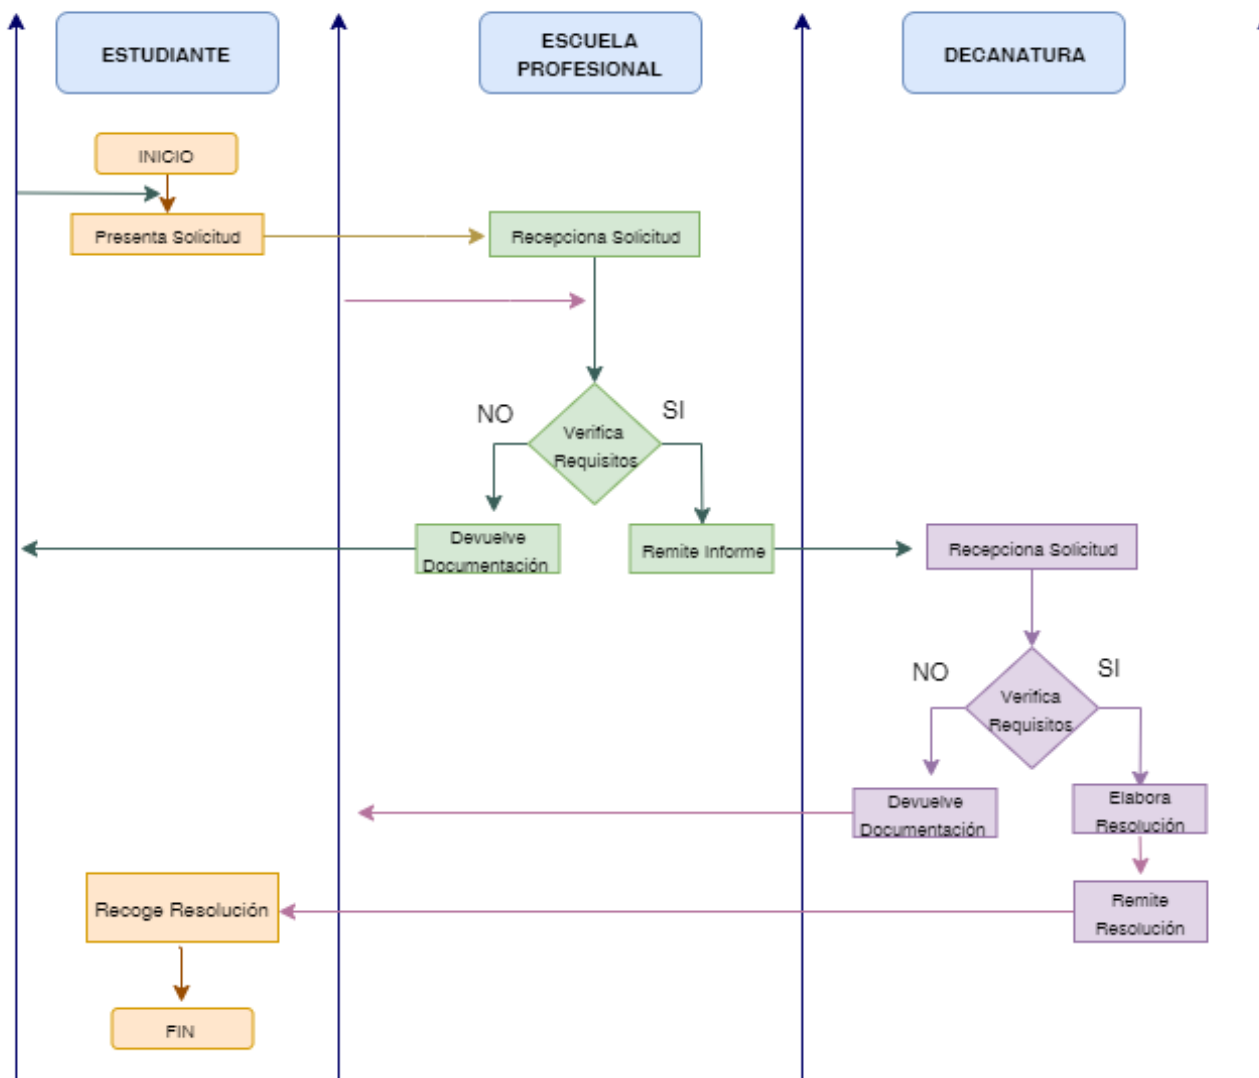 ESTUDIANTE
ESCUELA
PROFESIONAL
DECANATURA
INICIO
Presenta Solicitud
Recepciona Solicitud
NO
SI
Verifica
Requisitos
Devuelve
Documentación
Remite Informe
Recepciona Solicitud
NO
SI
Verifica
Requisitos
Devuelve
Documentación
Elabora
Resolución
Recoge Resolución
Remite
Resolución
FIN